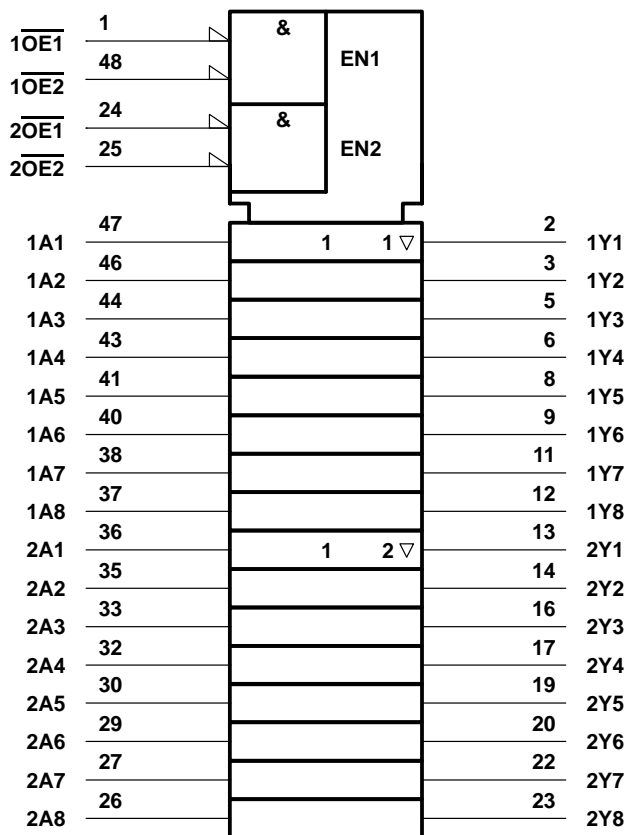 1 &
1OE1
48 EN1
1OE2
24 &
2OE1
25 EN2
2OE2
47 2
1A1 1 1 ▽ 1Y1
46 3
1A2 1Y2
44 5
1A3 1Y3
43 6
1A4 1Y4
41 8
1A5 1Y5
40 9
1A6 1Y6
38 11
1A7 1Y7
37 12
1A8 1Y8
36 13
2A1 1 2 ▽ 2Y1
35 14
2A2 2Y2
33 16
2A3 2Y3
32 17
2A4 2Y4
30 19
2A5 2Y5
29 20
2A6 2Y6
27 22
2A7 2Y7
26 23
2A8 2Y8